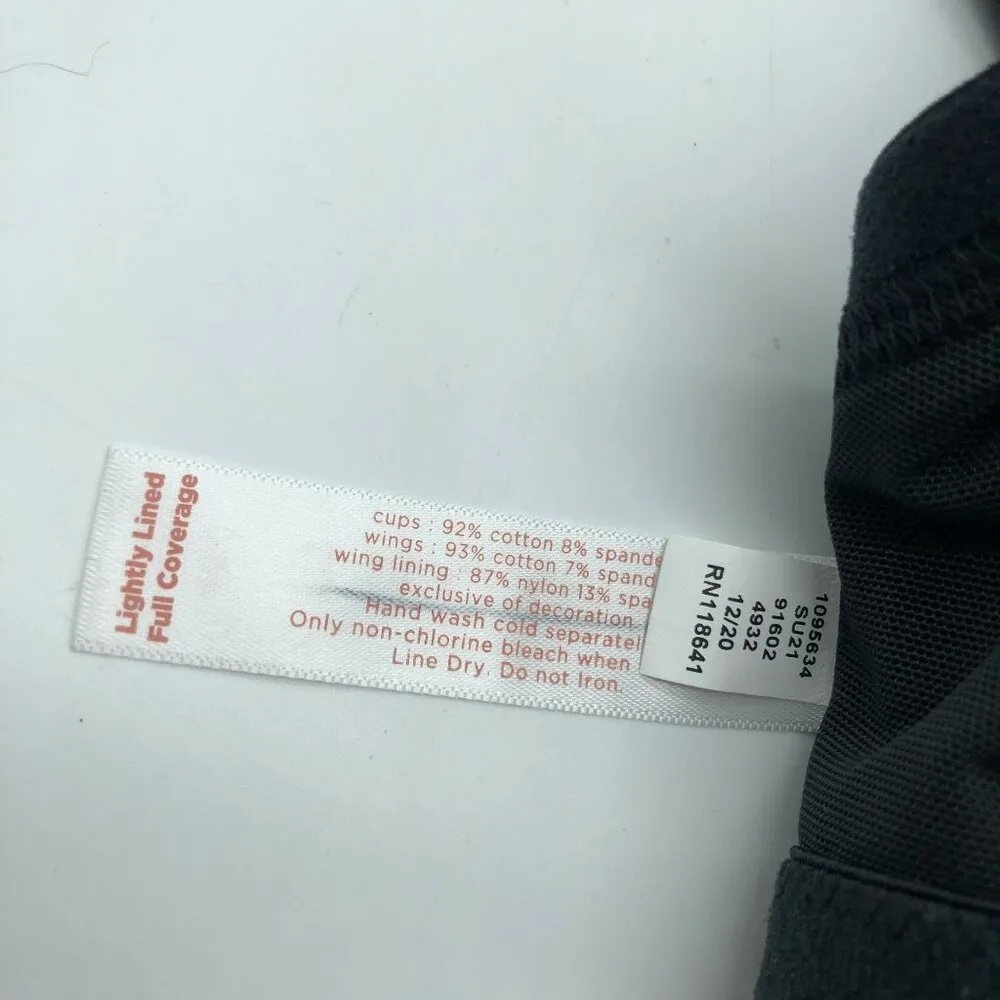 Lightly Lined
Full Coverage
cups : 92% cotton 8% spande
wings : 93% cotton 7% spand
wing lining : 87% nylon 13% spa
exclusive of decoration
Hand wash cold separatel
Only non-chlorine bleach when
Line Dry. Do not Iron.
1095634
SU21
91602
4932
12/20
RN118641